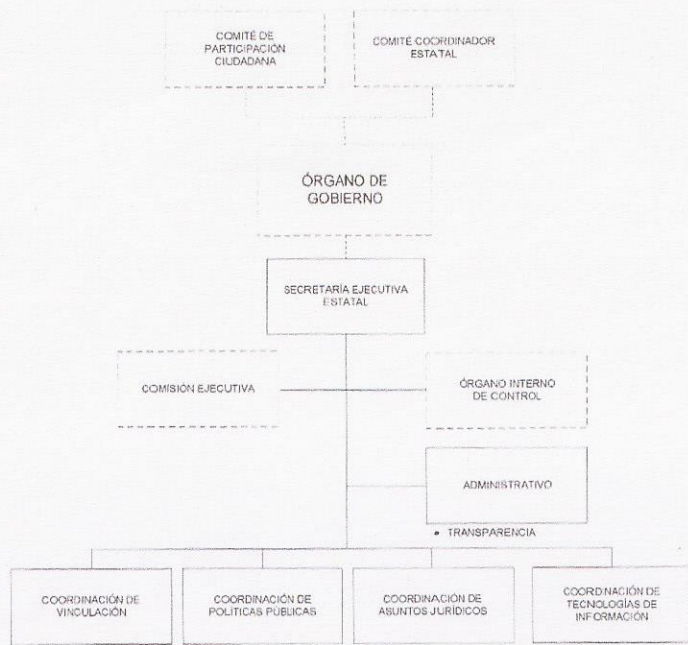 COMITÉ DE
PARTICIPACIÓN
CIUDADANA
COMITÉ COORDINADOR
ESTATAL
ÓRGANO DE
GOBIERNO
SECRETARÍA EJECUTIVA
ESTATAL
COMISIÓN EJECUTIVA
ÓRGANO INTERNO
DE CONTROL
ADMINISTRATIVO
• TRANSPARENCIA
COORDINACIÓN DE
VINCULACIÓN
COORDINACIÓN DE
POLÍTICAS PÚBLICAS
COORDINACIÓN DE
ASUNTOS JURÍDICOS
COORDINACIÓN DE
TECNOLOGÍAS DE
INFORMACIÓN